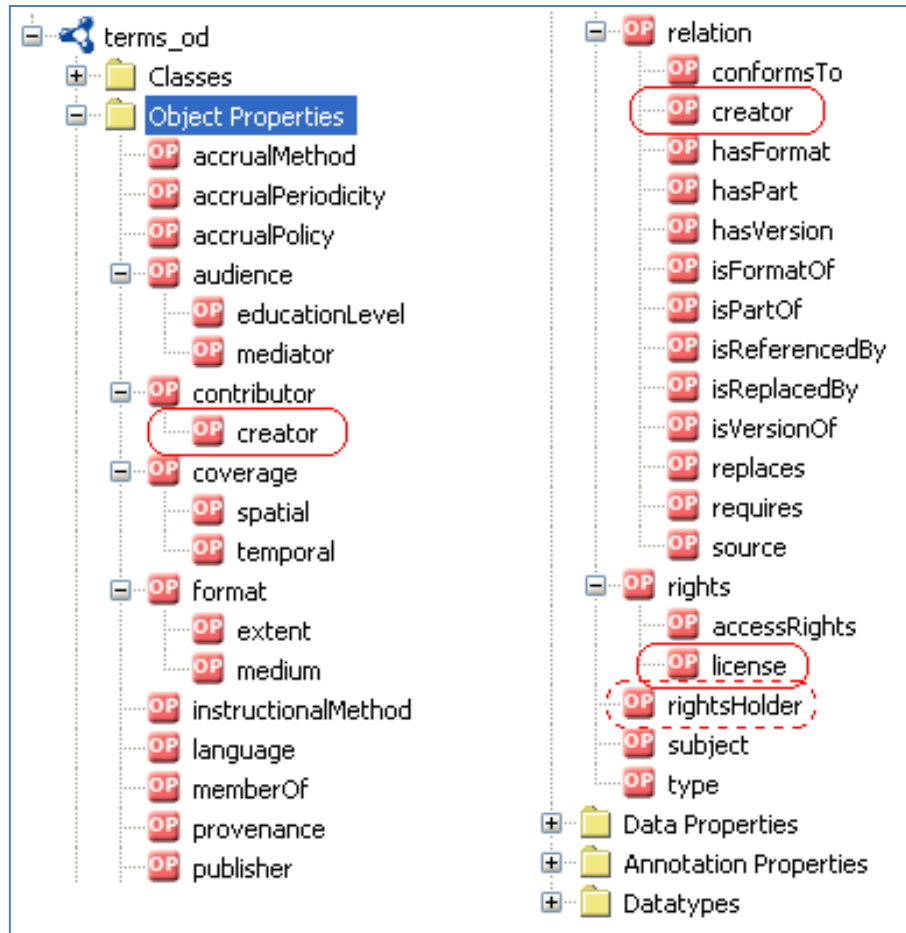 terms_od
Classes
Object Properties
OP accrualMethod
OP accrualPeriodicity
OP accrualPolicy
OP audience
OP educationLevel
OP mediator
OP contributor
OP creator
OP coverage
OP spatial
OP temporal
OP format
OP extent
OP medium
OP instructionalMethod
OP language
OP memberOf
OP provenance
OP publisher
OP relation
OP conformsTo
OP creator
OP hasFormat
OP hasPart
OP hasVersion
OP isFormatOf
OP isPartOf
OP isReferencedBy
OP isReplacedBy
OP isVersionOf
OP replaces
OP requires
OP source
OP rights
OP accessRights
OP license
OP rightsHolder
OP subject
OP type
Data Properties
Annotation Properties
Datatypes